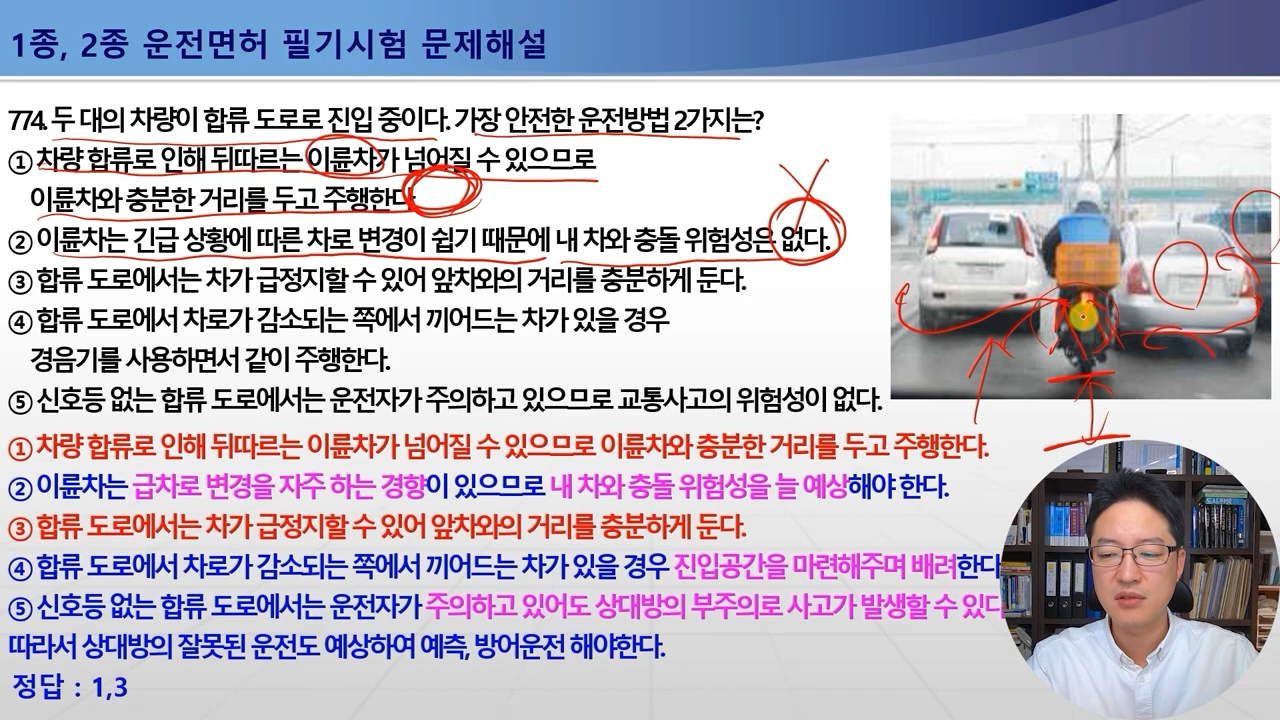 1종, 2종 운전면허 필기시험 문제해설
774. 두 대의 차량이 합류 도로로 진입 중이다. 가장 안전한 운전방법 2가지는?
① 차량 합류로 인해 뒤따르는 이륜차가 넘어질 수 있으므로
이륜차와 충분한 거리를 두고 주행한다.
② 이륜차는 긴급 상황에 따른 차로 변경이 쉽기 때문에 내 차와 충돌 위험성은 없다.
③ 합류 도로에서는 차가 급정지할 수 있어 앞차와의 거리를 충분하게 둔다.
④ 합류 도로에서 차로가 감소되는 쪽에서 끼어드는 차가 있을 경우
경음기를 사용하면서 같이 주행한다.
⑤ 신호등 없는 합류 도로에서는 운전자가 주의하고 있으므로 교통사고의 위험성이 없다.
① 차량 합류로 인해 뒤따르는 이륜차가 넘어질 수 있으므로 이륜차와 충분한 거리를 두고 주행한다.
② 이륜차는 급차로 변경을 자주 하는 경향이 있으므로 내 차와 충돌 위험성을 늘 예상해야 한다.
③ 합류 도로에서는 차가 급정지할 수 있어 앞차와의 거리를 충분하게 둔다.
④ 합류 도로에서 차로가 감소되는 쪽에서 끼어드는 차가 있을 경우 진입공간을 마련해주며 배려한다
⑤ 신호등 없는 합류 도로에서는 운전자가 주의하고 있어도 상대방의 부주의로 사고가 발생할 수 있다
따라서 상대방의 잘못된 운전도 예상하여 예측, 방어운전 해야한다.
정답 : 1,3